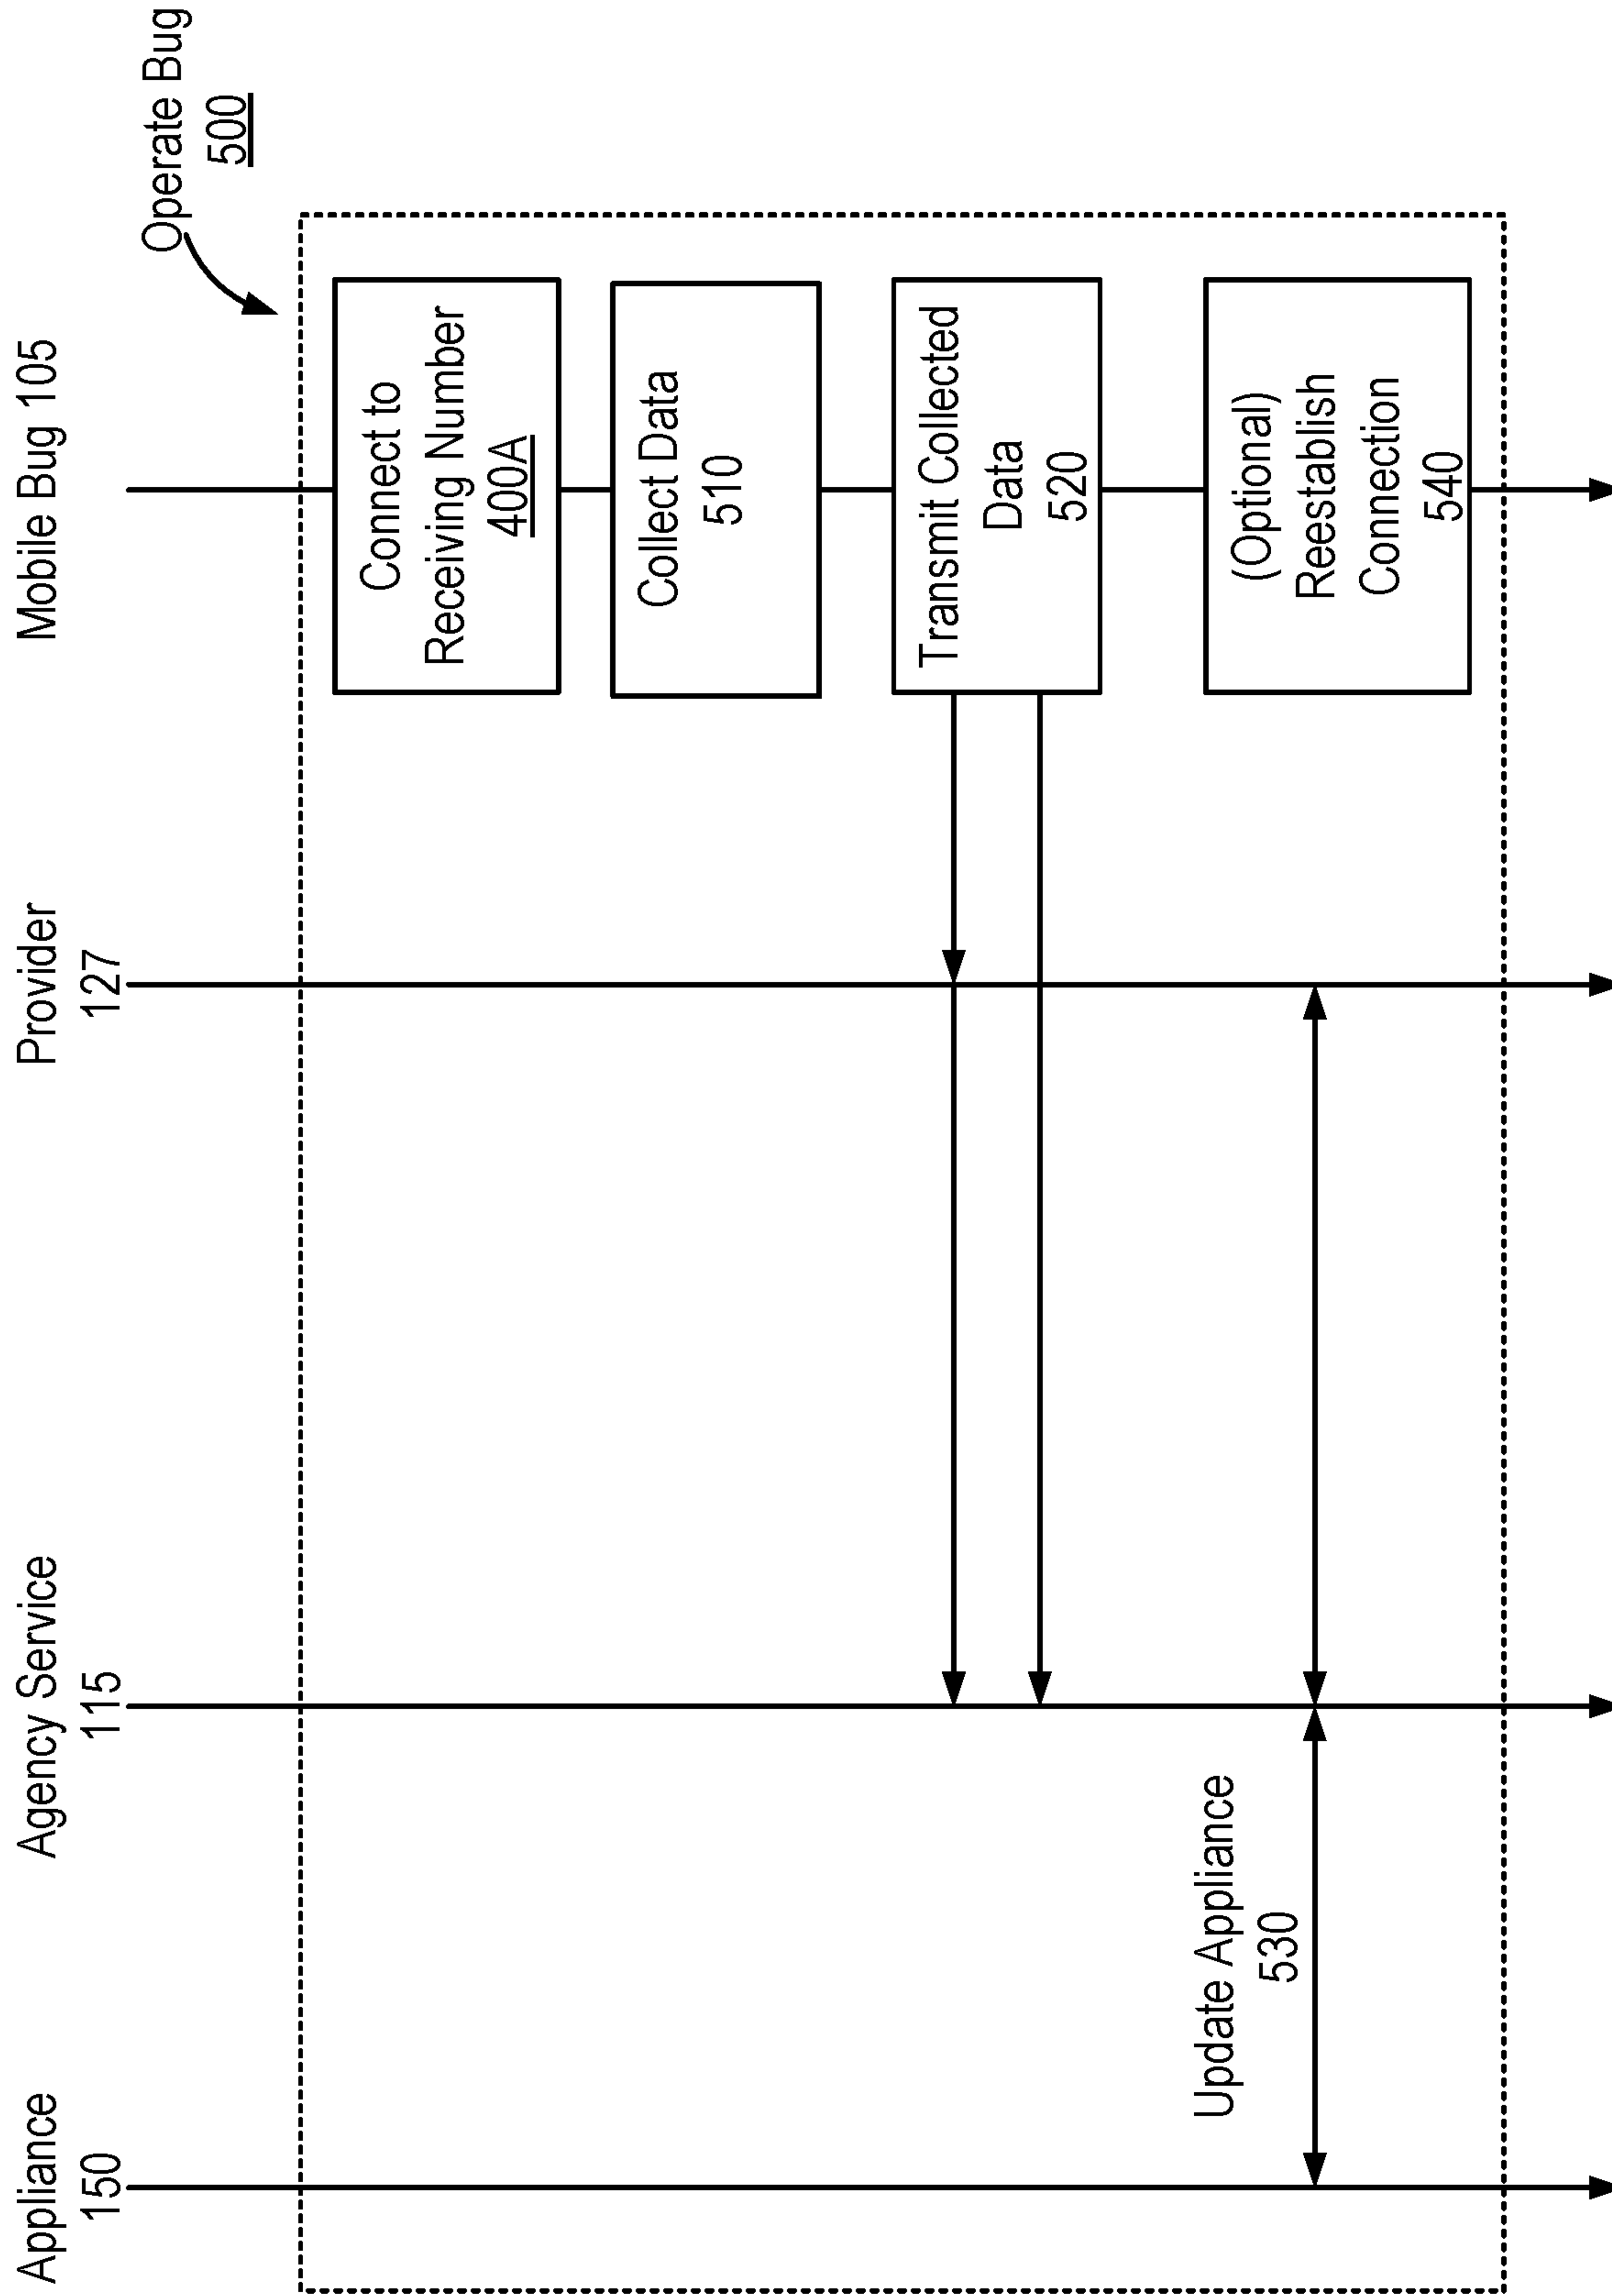 Appliance
150
Agency Service
115
Provider
127
Mobile Bug 105
Operate Bug
500
Connect to
Receiving Number
400A
Collect Data
510
Transmit Collected
Data
520
Update Appliance
530
(Optional)
Reestablish
Connection
540